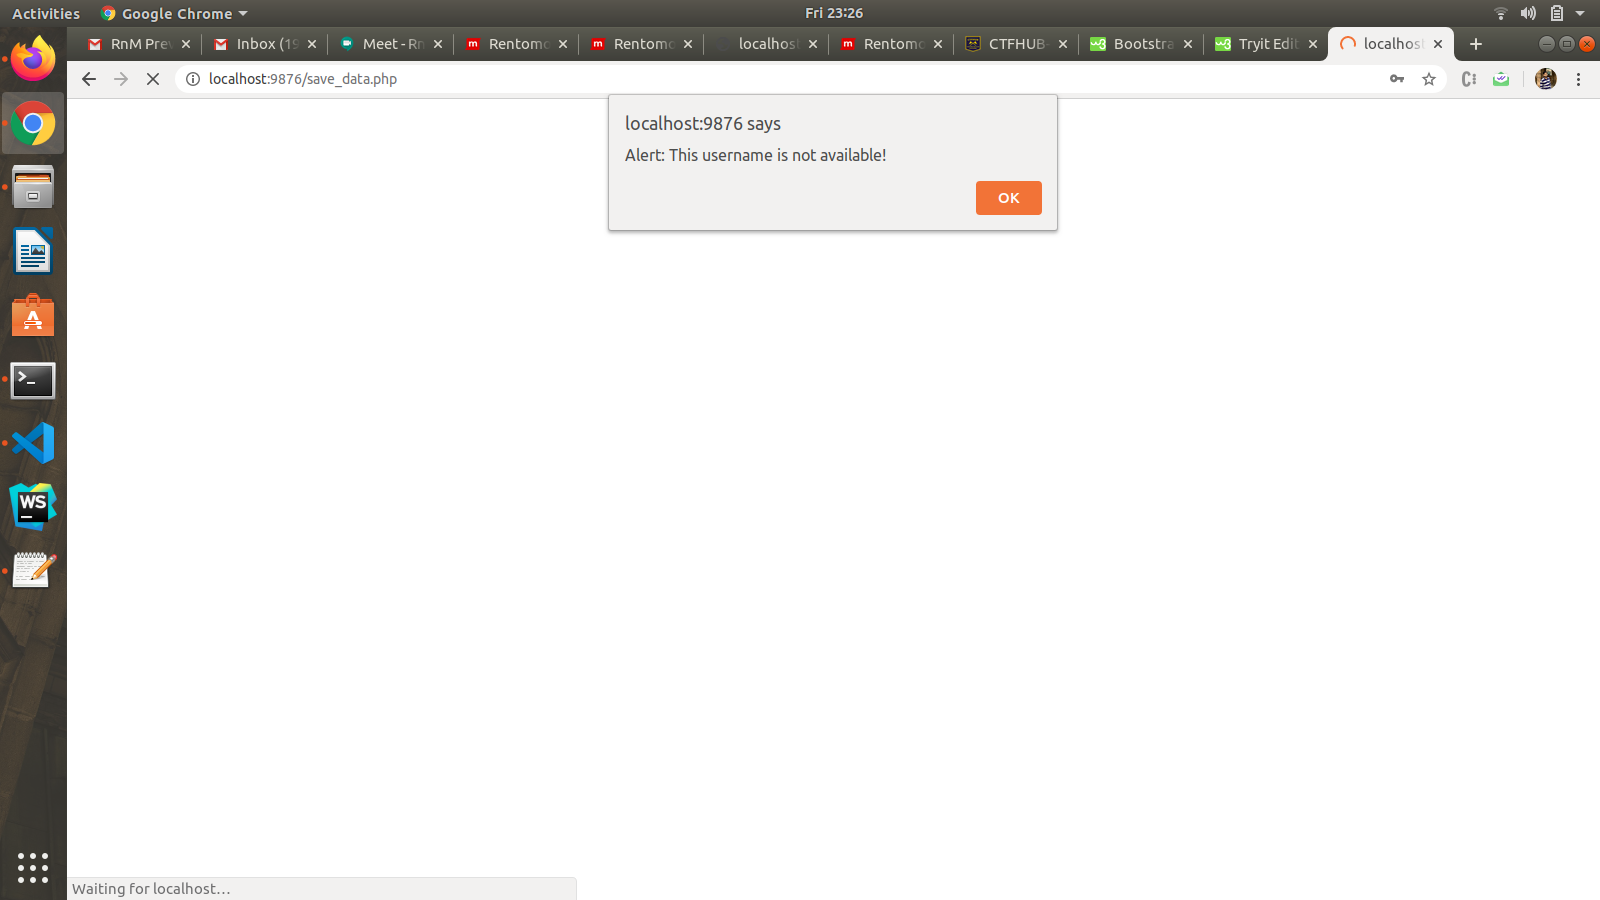 Activities
Google Chrome
Fri 23:26
RnM Prev
Inbox (19
Meet - Rn
Rentomo
Rentomo
localhost
Rentomo
CTFHUB-
Bootstra
Tryit Edit
localhost
localhost:9876/save_data.php
localhost:9876 says
Alert: This username is not available!
OK
WS
Waiting for localhost…